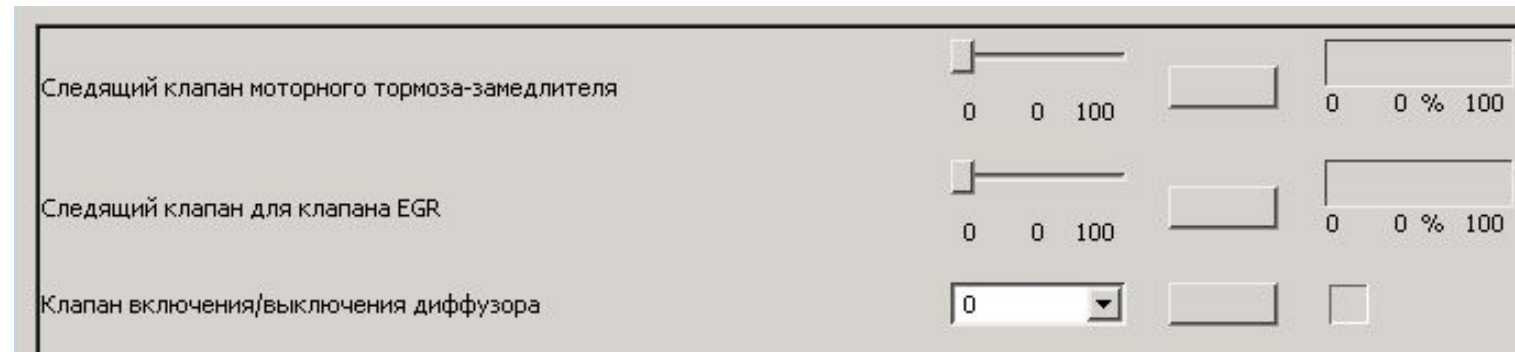 Следящий клапан моторного тормоза-замедлителя
0 0 100
0 0 % 100
Следящий клапан для клапана EGR
0 0 100
0 0 % 100
Клапан включения/выключения диффузора
0